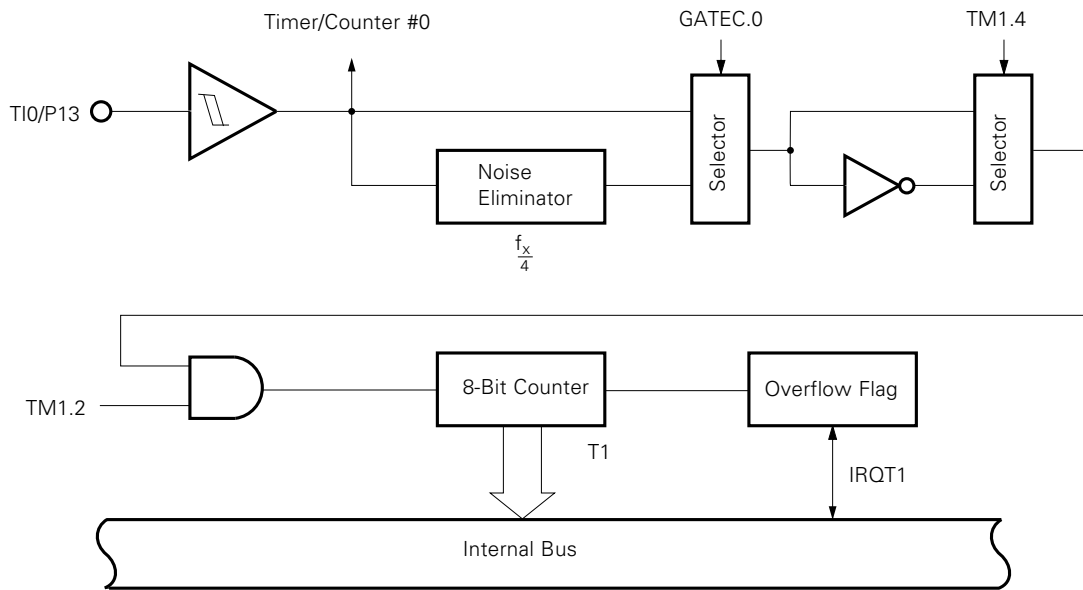 Timer/Counter #0
GATEC.0
TM1.4
TI0/P13
Noise
Eliminator
Selector
Selector
fx
4
TM1.2
8-Bit Counter
Overflow Flag
T1
IRQT1
Internal Bus